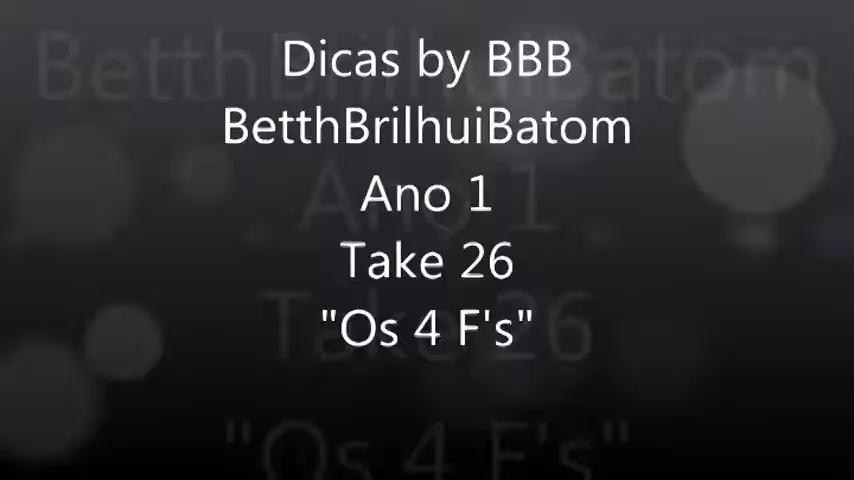 Dicas by BBB
BetthBrilhuiBatom
Ano 1
Take 26
"Os 4 F's"